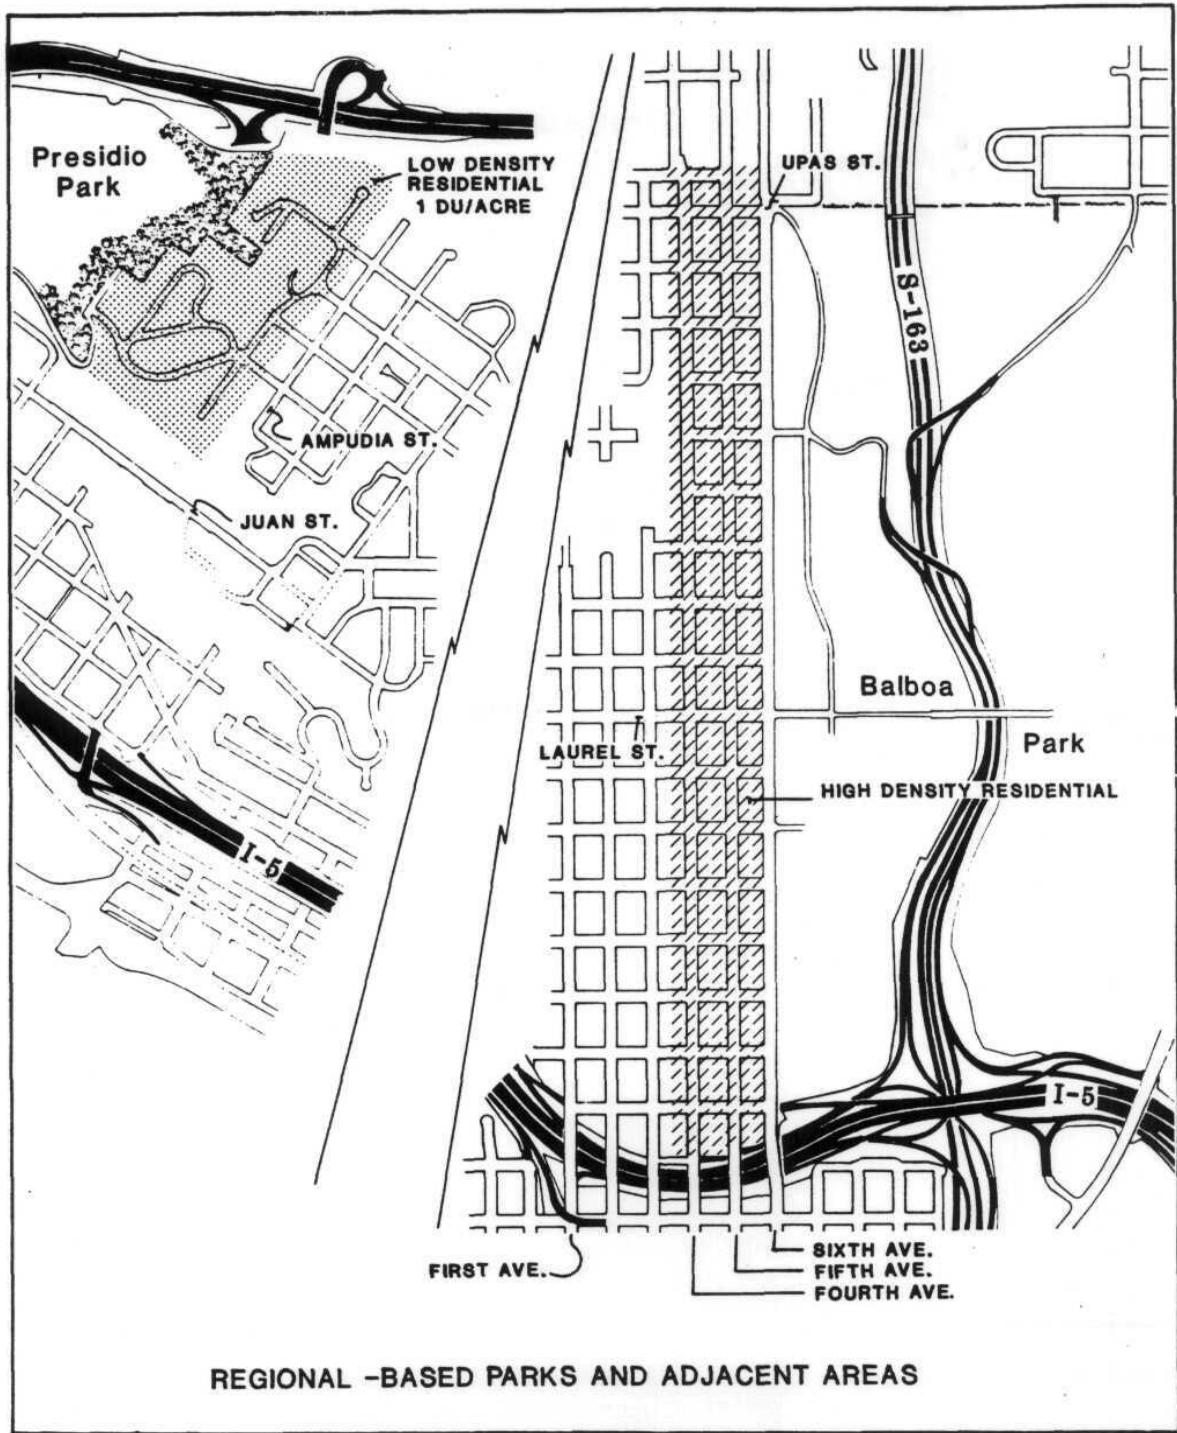 Presidio
Park
LOW DENSITY
RESIDENTIAL
1 DU/ACRE
AMPUDIA ST.
JUAN ST.
I-5
UPAS ST.
S-163
Balboa
Park
LAUREL ST.
HIGH DENSITY RESIDENTIAL
I-5
FIRST AVE.
SIXTH AVE.
FIFTH AVE.
FOURTH AVE.
REGIONAL -BASED PARKS AND ADJACENT AREAS